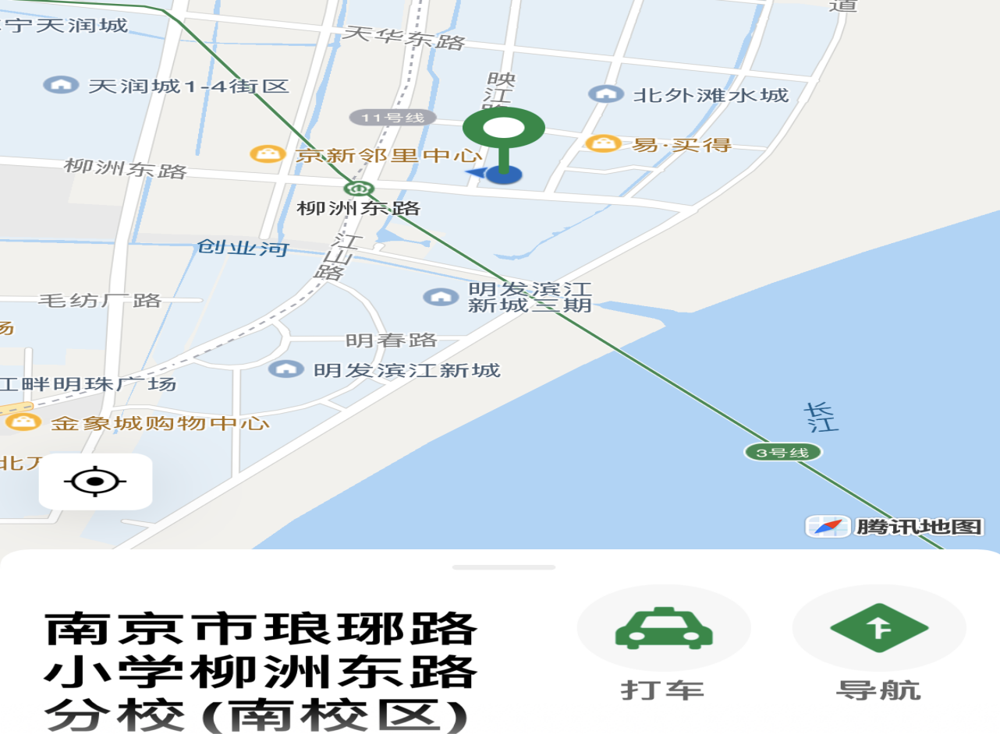 道
宁天润城
天华东路
天润城1-4街区
映江
北外滩水城
11号线
京新邻里中心
易·买得
柳洲东路
柳洲东路
创业河
江山路
明发滨江
新城三期
毛纺厂路
场
明春路
明发滨江新城
江畔明珠广场
长江
金象城购物中心
3号线
北
腾讯地图
南京市琅琊路
小学柳洲东路
分校(南校区)
打车
导航